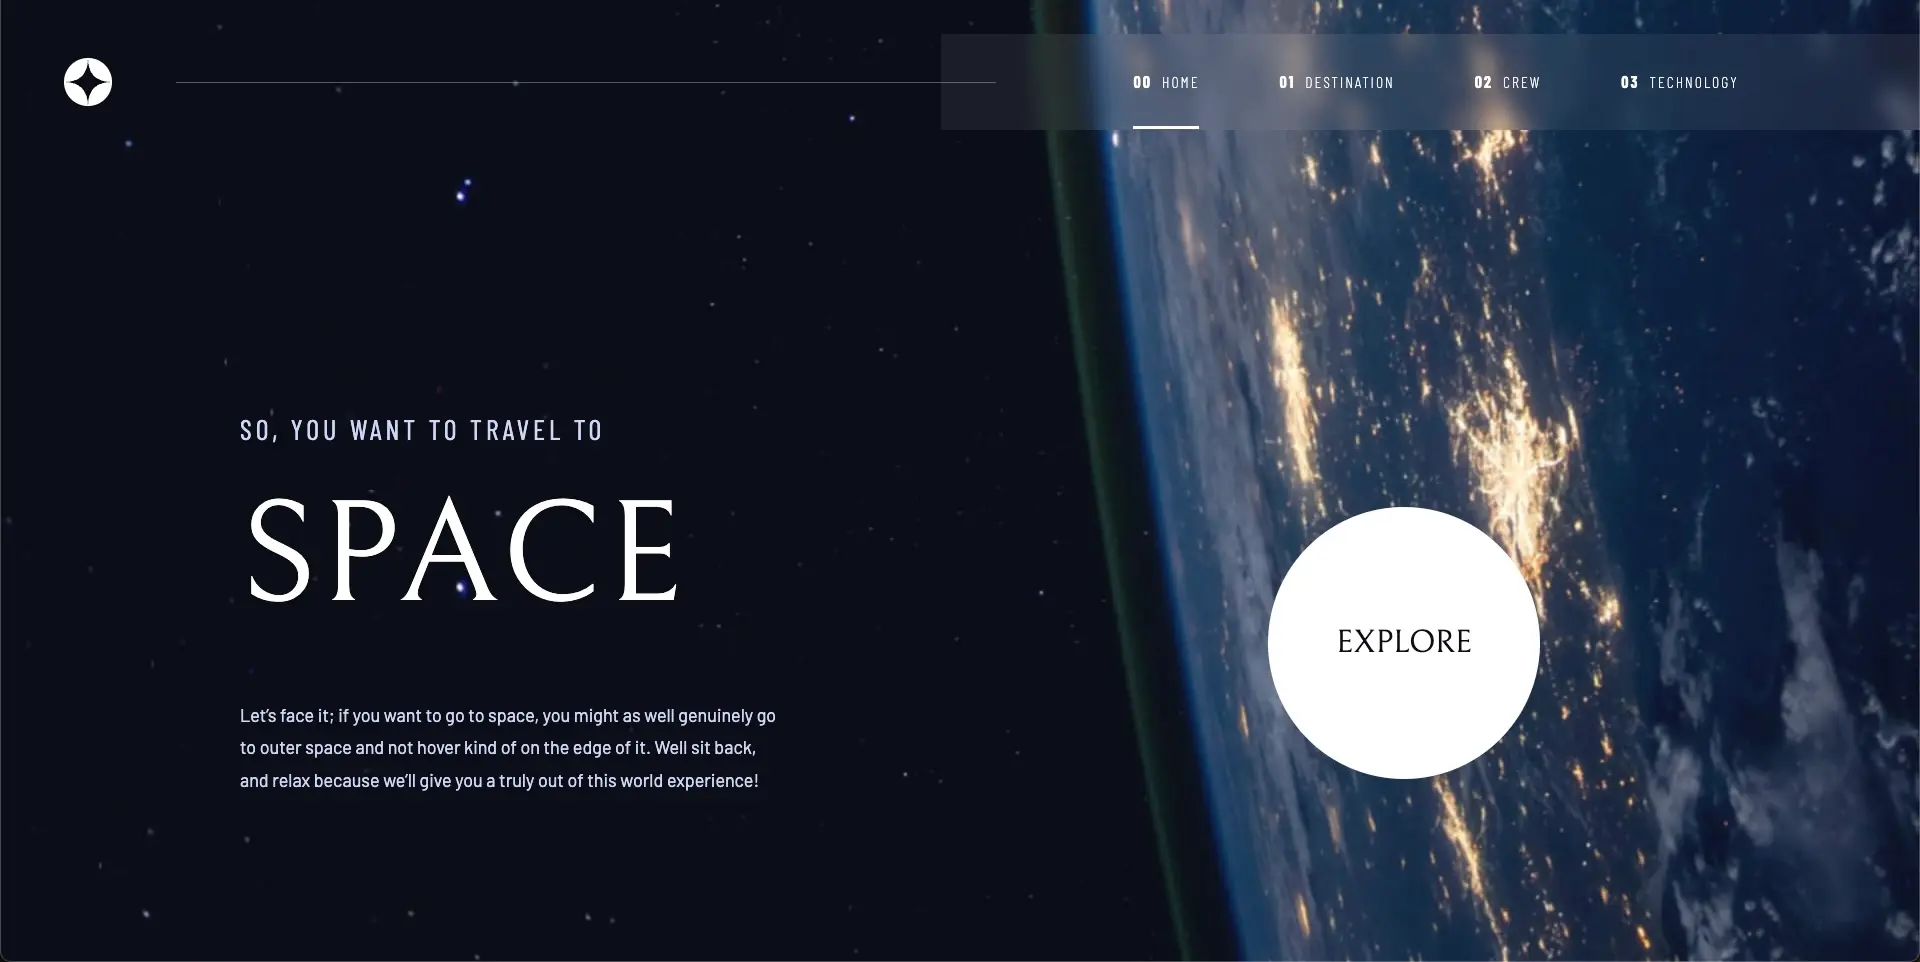 00 HOME
01 DESTINATION
02 CREW
03 TECHNOLOGY
SO, YOU WANT TO TRAVEL TO
SPACE
Let’s face it; if you want to go to space, you might as well genuinely go
to outer space and not hover kind of on the edge of it. Well sit back,
and relax because we’ll give you a truly out of this world experience!
EXPLORE